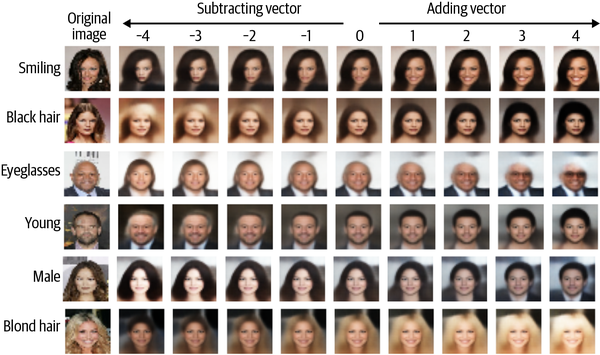 Original image
Subtracting vector
Adding vector
−4 −3 −2 −1 0 1 2 3 4
Smiling
Black hair
Eyeglasses
Young
Male
Blond hair